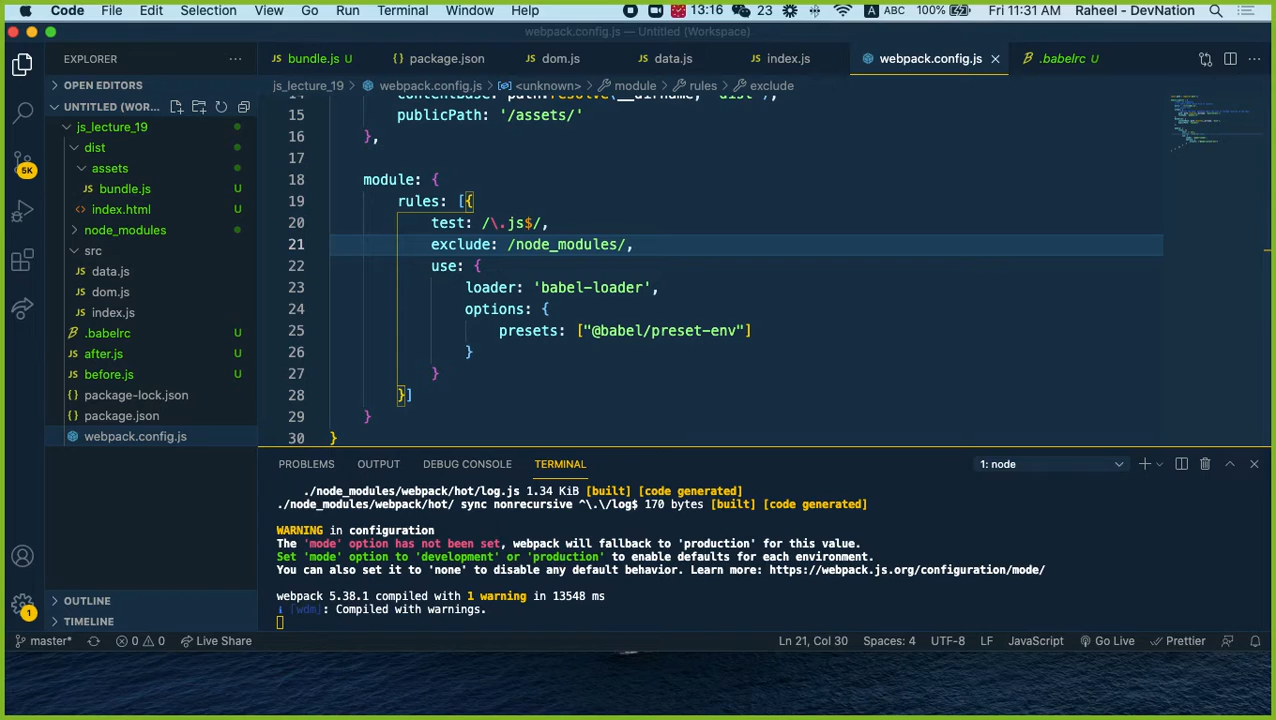 Code File Edit Selection View Go Run Terminal Window Help 13:16 23 A ABC 100% Fri 11:31 AM Raheel - DevNation
webpack.config.js — Untitled (Workspace)
EXPLORER
OPEN EDITORS
UNTITLED (WOR...
js_lecture_19
dist
assets
bundle.js U
index.html U
node_modules
src
data.js
dom.js
index.js
.babelrc U
after.js U
before.js U
package-lock.json
package.json
webpack.config.js
OUTLINE
TIMELINE
5K
1
bundle.js U package.json dom.js data.js index.js webpack.config.js .babelrc U
js_lecture_19 > webpack.config.js > <unknown> > module > rules > exclude
14 contentBase: path.resolve(__dirname, 'dist'),
15 publicPath: '/assets/'
16 },
17
18 module: {
19 rules: [{
20 test: /\.js$/,
21 exclude: /node_modules/,
22 use: {
23 loader: 'babel-loader',
24 options: {
25 presets: ["@babel/preset-env"]
26 }
27 }
28 }]
29 }
30 }
PROBLEMS OUTPUT DEBUG CONSOLE TERMINAL 1: node
./node_modules/webpack/hot/log.js 1.34 KiB [built] [code generated]
./node_modules/webpack/hot/ sync nonrecursive ^\.\/log$ 170 bytes [built] [code generated]
WARNING in configuration
The 'mode' option has not been set, webpack will fallback to 'production' for this value.
Set 'mode' option to 'development' or 'production' to enable defaults for each environment.
You can also set it to 'none' to disable any default behavior. Learn more: https://webpack.js.org/configuration/mode/
webpack 5.38.1 compiled with 1 warning in 13548 ms
i [wdm]: Compiled with warnings.
master* 0 0 Live Share Ln 21, Col 30 Spaces: 4 UTF-8 LF JavaScript Go Live Prettier